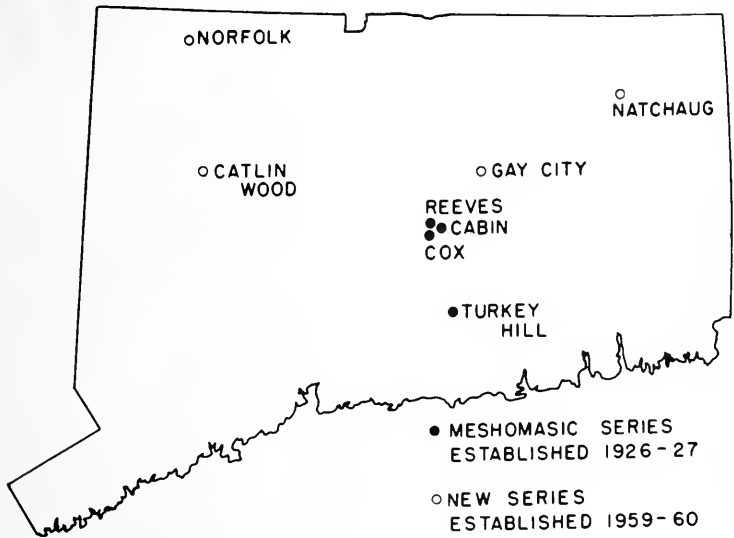 NORFOLK
NATCHAUG
CATLIN
WOOD
GAY CITY
REEVES
CABIN
COX
TURKEY
HILL
MESHOMASIC SERIES
ESTABLISHED 1926-27
NEW SERIES
ESTABLISHED 1959-60